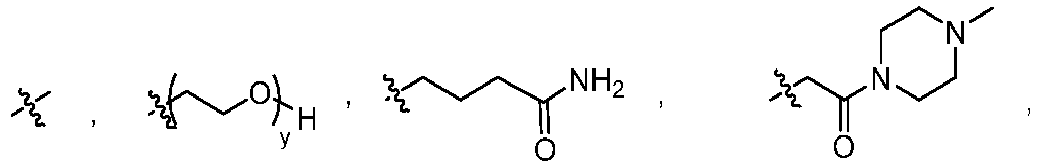 , O H y , NH₂ O , N N O ,